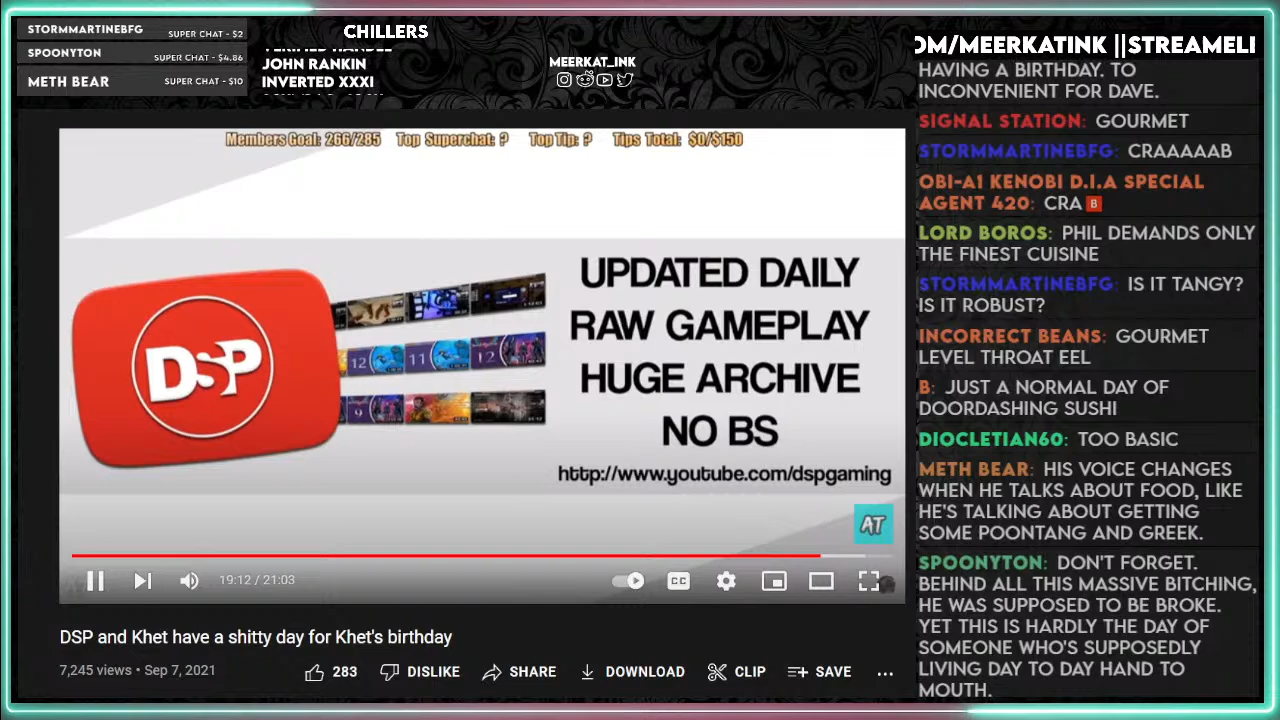 STORMMARTINEBFG SUPER CHAT - $2
SPOONYTON SUPER CHAT - $4.86
METH BEAR SUPER CHAT - $10
CHILLERS
VERIFIED HANDLE
JOHN RANKIN
INVERTED XXXI
MEERKAT_INK
OM/MEERKATINK ||STREAMELI
Members Goal: 266/285 Top Superchat: ? Top Tip: ? Tips Total: $0/$150
DSP
12 11 12
9
UPDATED DAILY
RAW GAMEPLAY
HUGE ARCHIVE
NO BS
http://www.youtube.com/dspgaming
AT
19:12 / 21:03
CC
DSP and Khet have a shitty day for Khet's birthday
7,245 views • Sep 7, 2021
283 DISLIKE SHARE DOWNLOAD CLIP SAVE ...
HAVING A BIRTHDAY. TO
INCONVENIENT FOR DAVE.
SIGNAL STATION: GOURMET
STORMMARTINEBFG: CRAAAAAB
OBI-A1 KENOBI D.I.A SPECIAL
AGENT 420: CRA B
LORD BOROS: PHIL DEMANDS ONLY
THE FINEST CUISINE
STORMMARTINEBFG: IS IT TANGY?
IS IT ROBUST?
INCORRECT BEANS: GOURMET
LEVEL THROAT EEL
B: JUST A NORMAL DAY OF
DOORDASHING SUSHI
DIOCLETIAN60: TOO BASIC
METH BEAR: HIS VOICE CHANGES
WHEN HE TALKS ABOUT FOOD, LIKE
HE'S TALKING ABOUT GETTING
SOME POONTANG AND GREEK.
SPOONYTON: DON'T FORGET.
BEHIND ALL THIS MASSIVE BITCHING,
HE WAS SUPPOSED TO BE BROKE.
YET THIS IS HARDLY THE DAY OF
SOMEONE WHO'S SUPPOSEDLY
LIVING DAY TO DAY HAND TO
MOUTH.